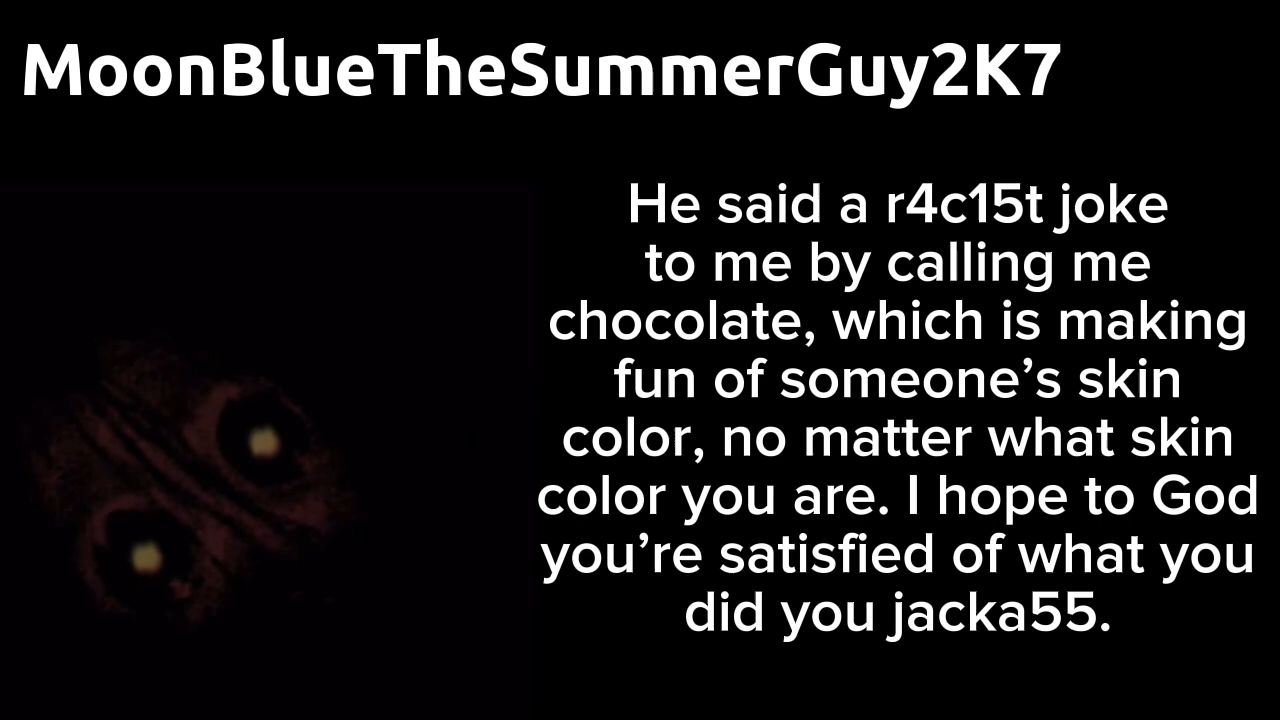 MoonBlueTheSummerGuy2K7
He said a r4c15t joke
to me by calling me
chocolate, which is making
fun of someone’s skin
color, no matter what skin
color you are. I hope to God
you’re satisfied of what you
did you jacka55.